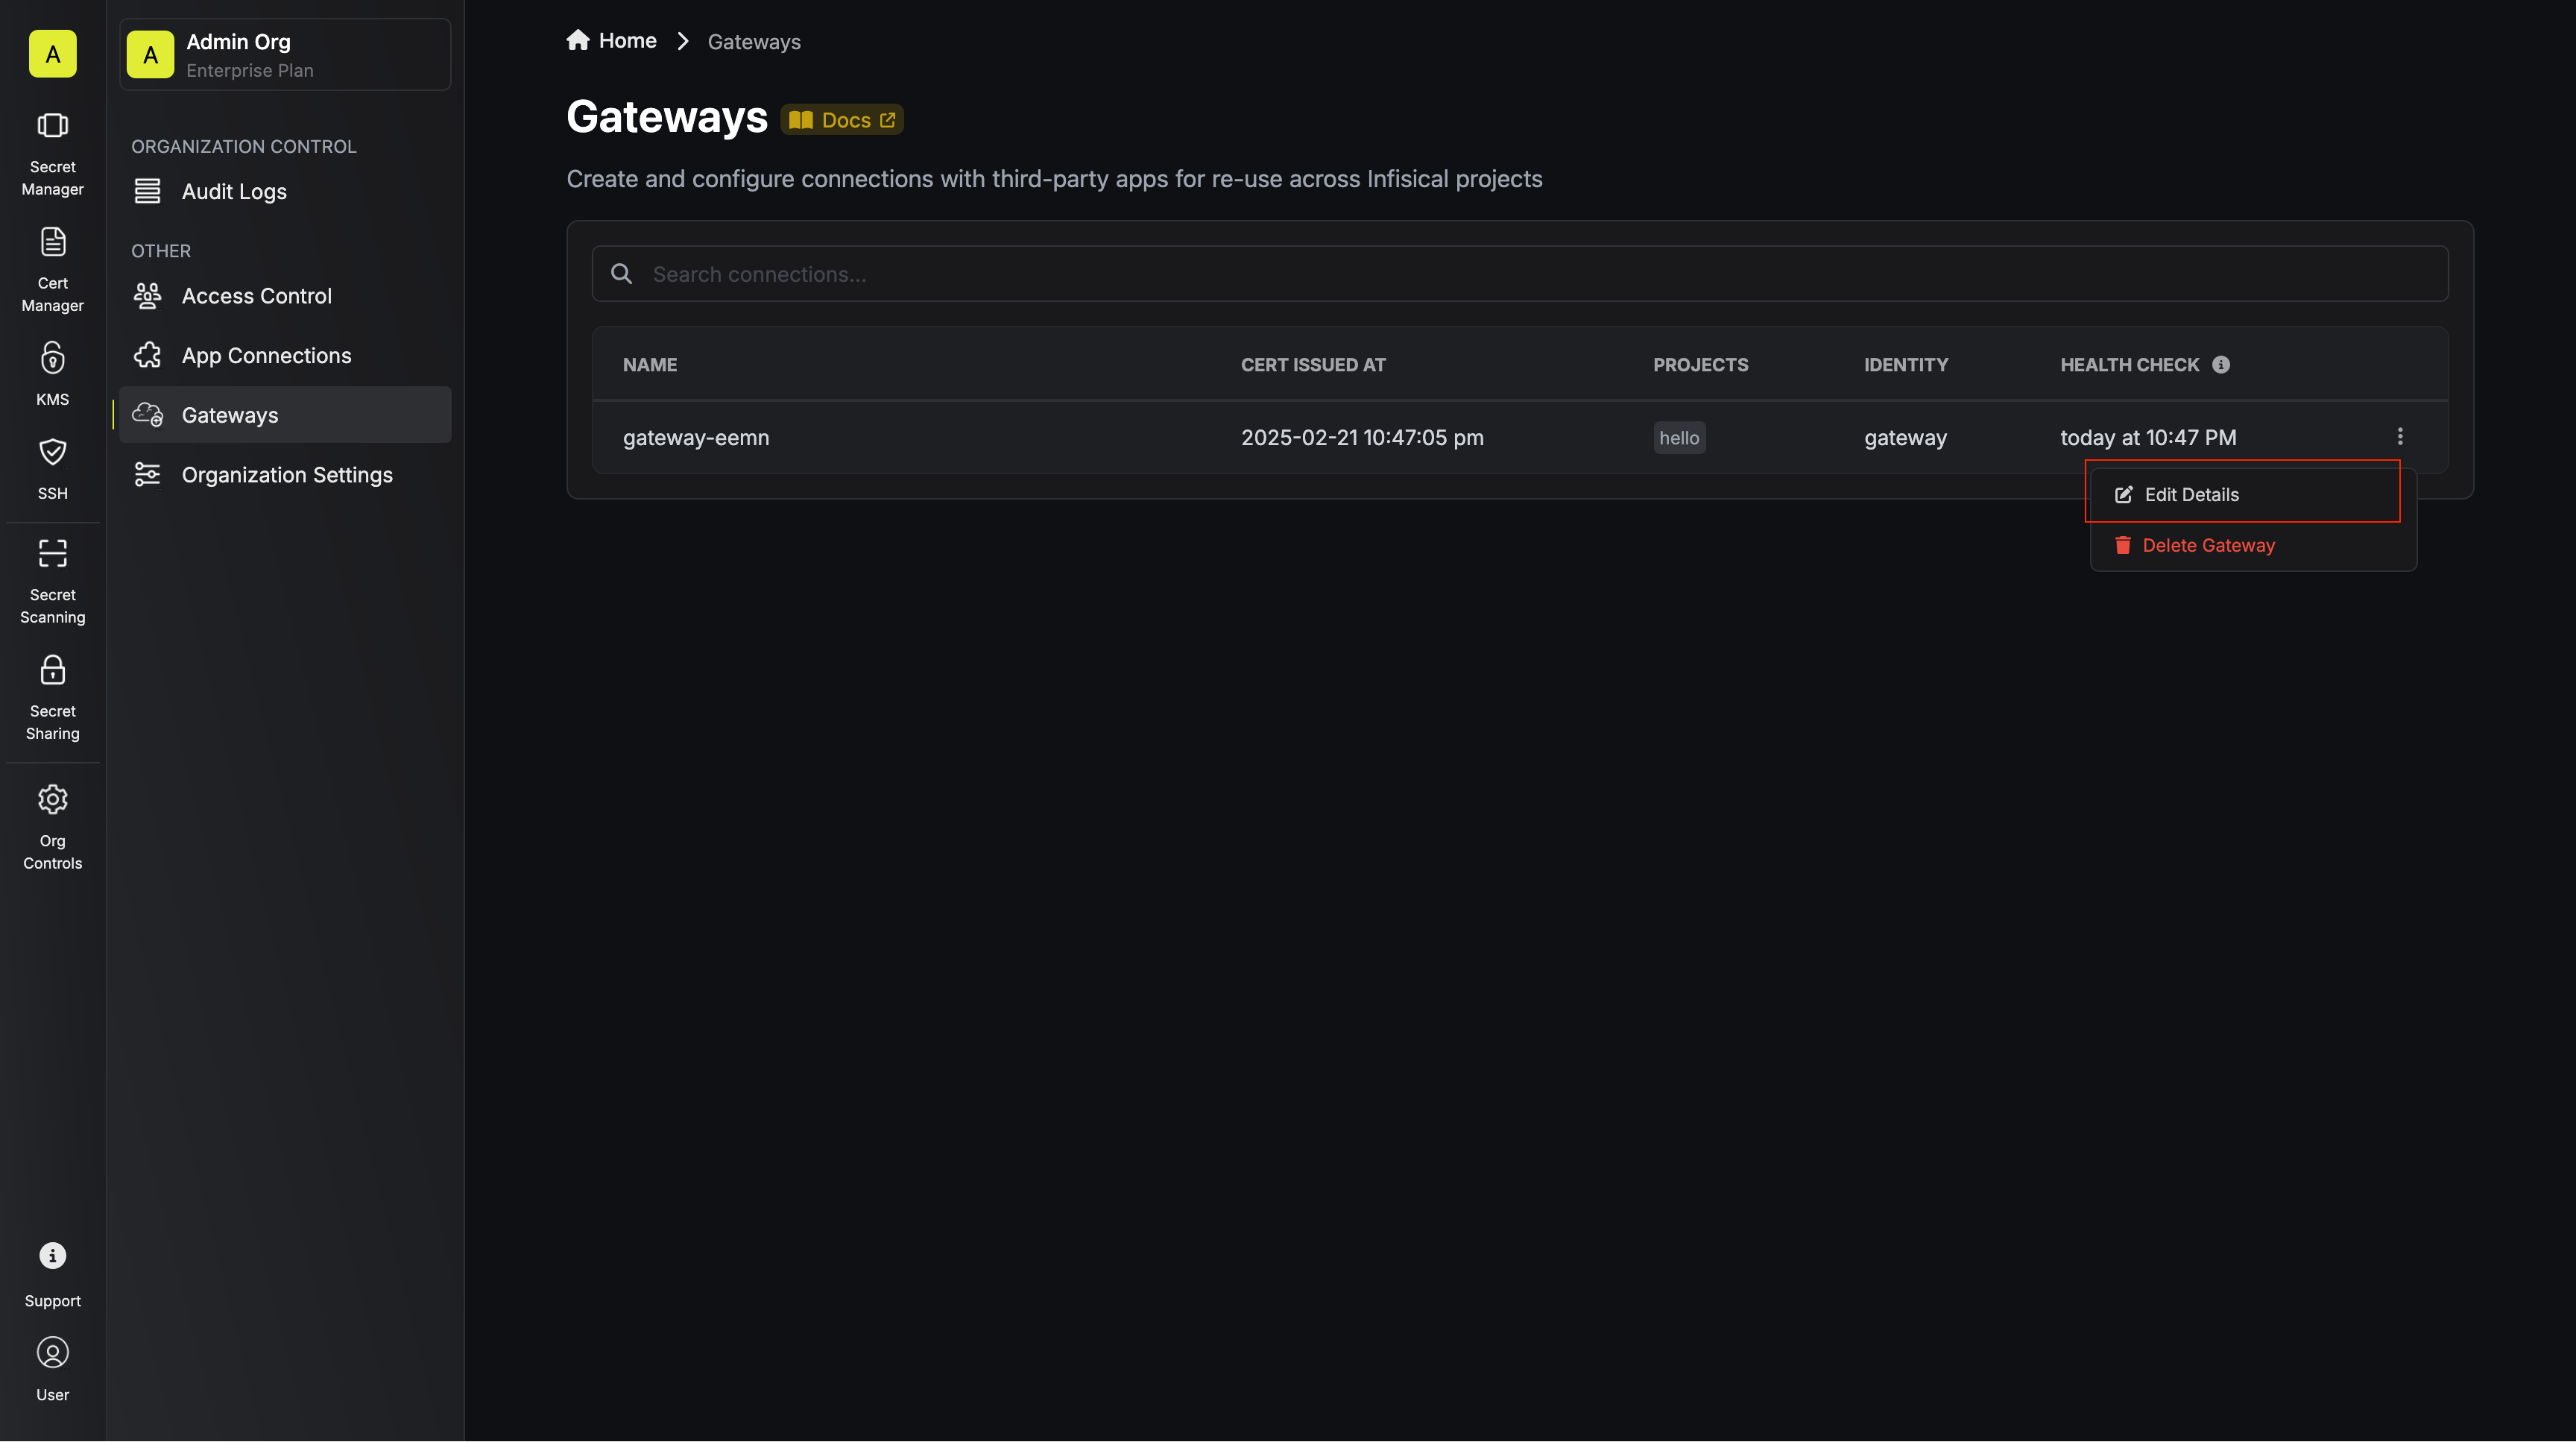 A
Secret
Manager
Cert
Manager
KMS
SSH
Secret
Scanning
Secret
Sharing
Org
Controls
Support
User
A
Admin Org
Enterprise Plan
ORGANIZATION CONTROL
Audit Logs
OTHER
Access Control
App Connections
Gateways
Organization Settings
Home
Gateways
Gateways
Docs
Create and configure connections with third-party apps for re-use across Infisical projects
Search connections...
NAME CERT ISSUED AT PROJECTS IDENTITY HEALTH CHECK
gateway-eemn 2025-02-21 10:47:05 pm hello gateway today at 10:47 PM
Edit Details
Delete Gateway